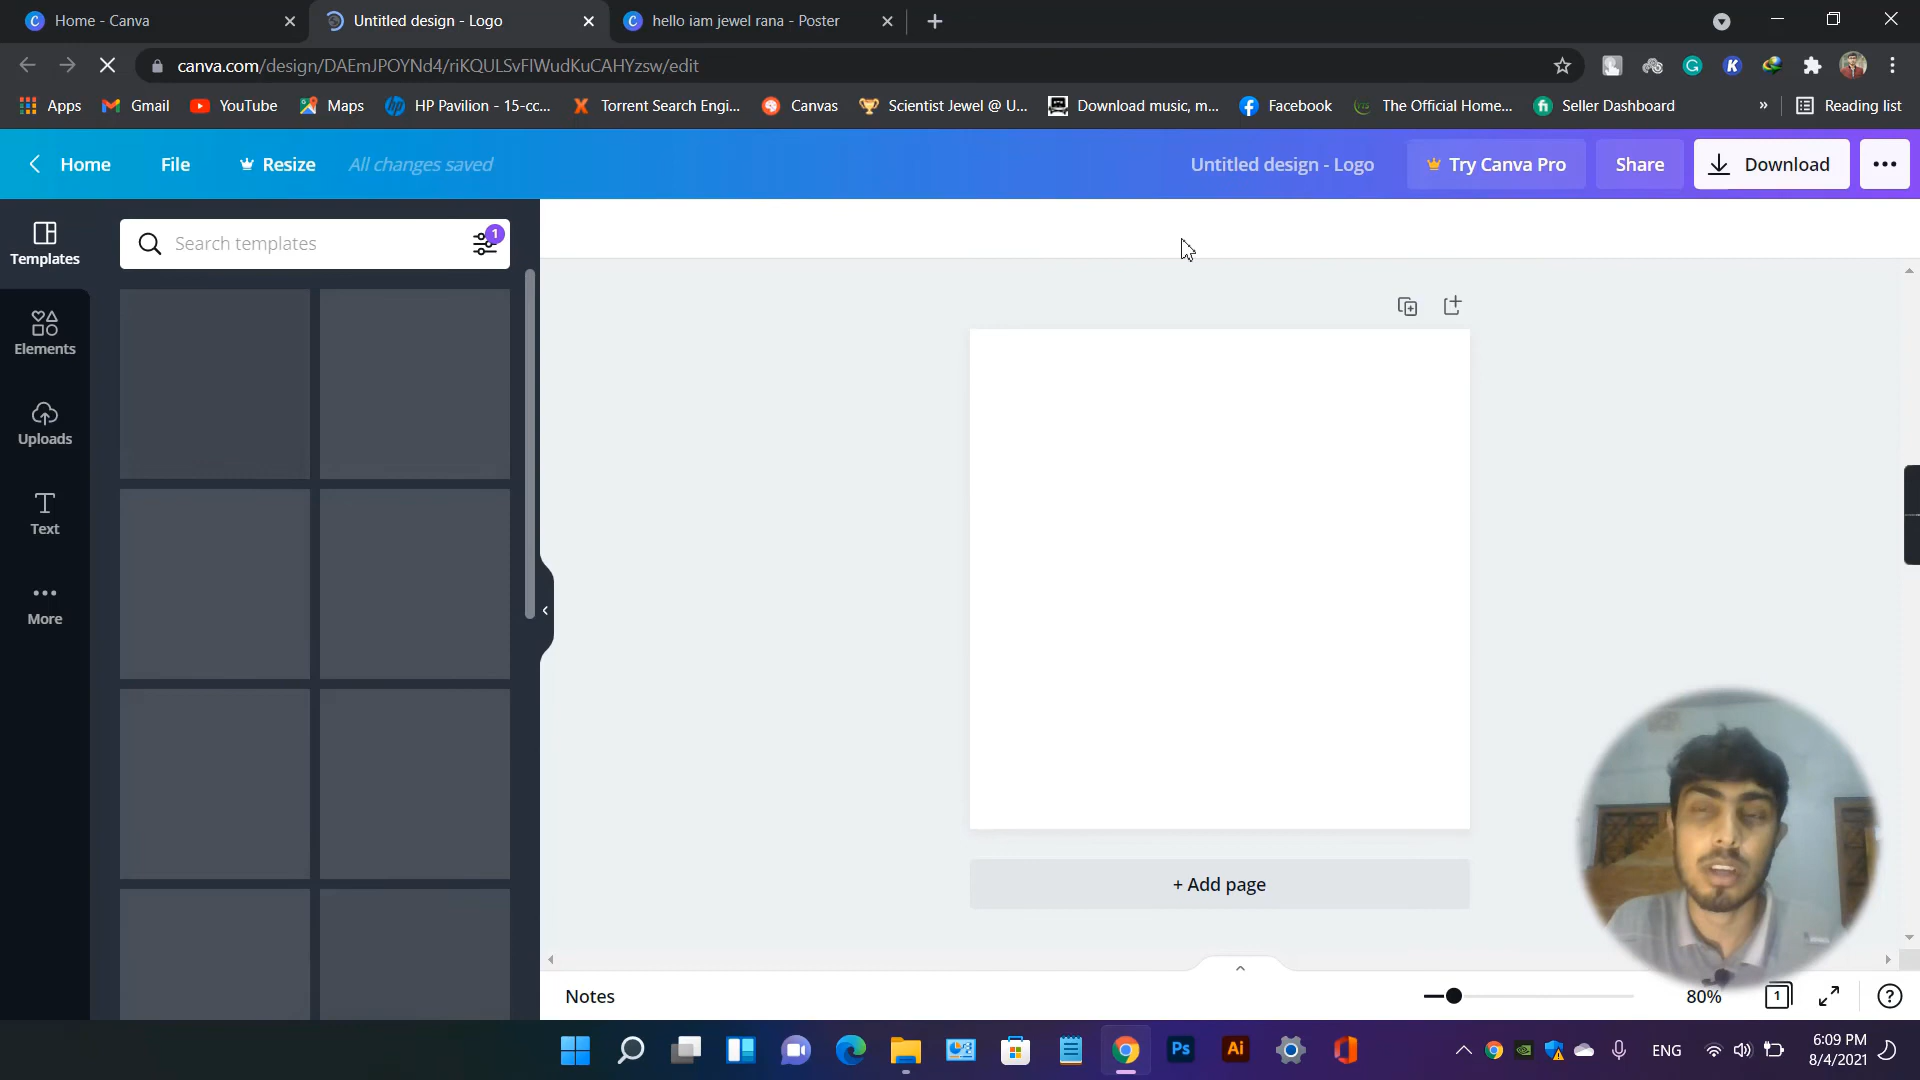 Home - Canva
Untitled design - Logo
hello iam jewel rana - Poster
canva.com/design/DAEmJPOYNd4/riKQULSvFIWudKuCAHYzsw/edit
Apps
Gmail
YouTube
Maps
HP Pavilion - 15-cc...
Torrent Search Engi...
Canvas
Scientist Jewel @ U...
Download music, m...
Facebook
The Official Home...
Seller Dashboard
»
Reading list
Home
File
Resize
All changes saved
Untitled design - Logo
Try Canva Pro
Share
Download
Templates
Search templates
1
Elements
Uploads
Text
More
+ Add page
Notes
80%
1
Ps
Ai
ENG
6:09 PM
8/4/2021